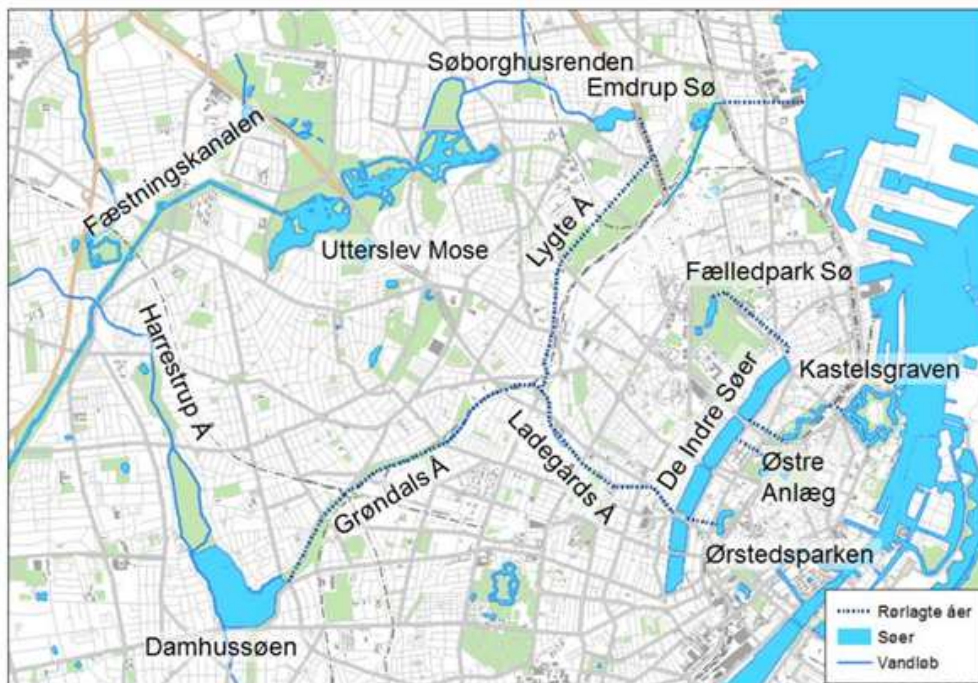 Søborghusrenden
Emdrup Sø
Fæstningskanalen
Utterslev Mose
Lygte Å
Fælledpark Sø
Harrestrup Å
Kastelsgraven
De Indre Søer
Ladegårds Å
Grøndals Å
Østre
Anlæg
Ørstedsparken
Damhussøen
Rørlagte åer
Søer
Vandløb